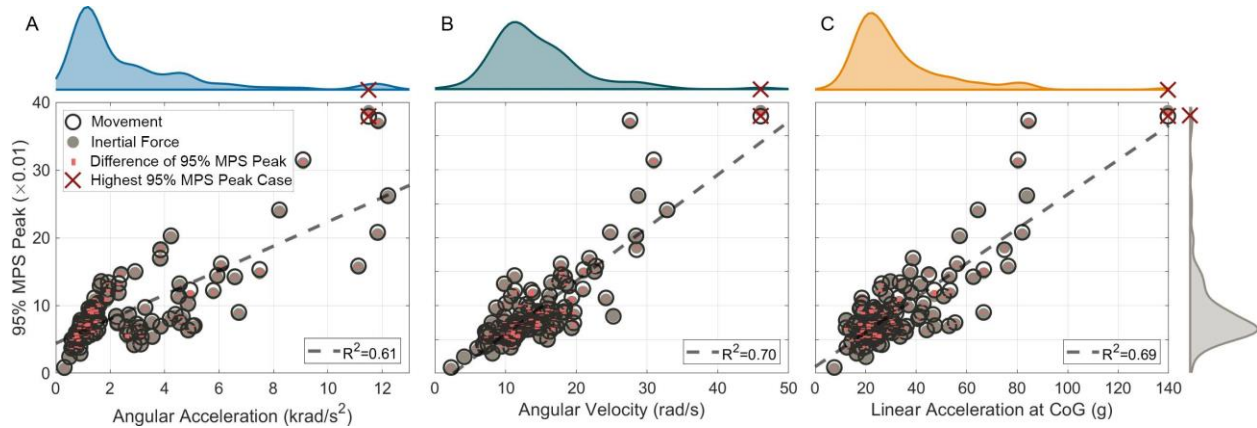 A
B
C
95% MPS Peak (×0.01)
40
30
20
10
0
Movement
Inertial Force
Difference of 95% MPS Peak
Highest 95% MPS Peak Case
R²=0.61
0 2 4 6 8 10 12
Angular Acceleration (krad/s²)
R²=0.70
0 10 20 30 40 50
Angular Velocity (rad/s)
R²=0.69
0 20 40 60 80 100 120 140
Linear Acceleration at CoG (g)